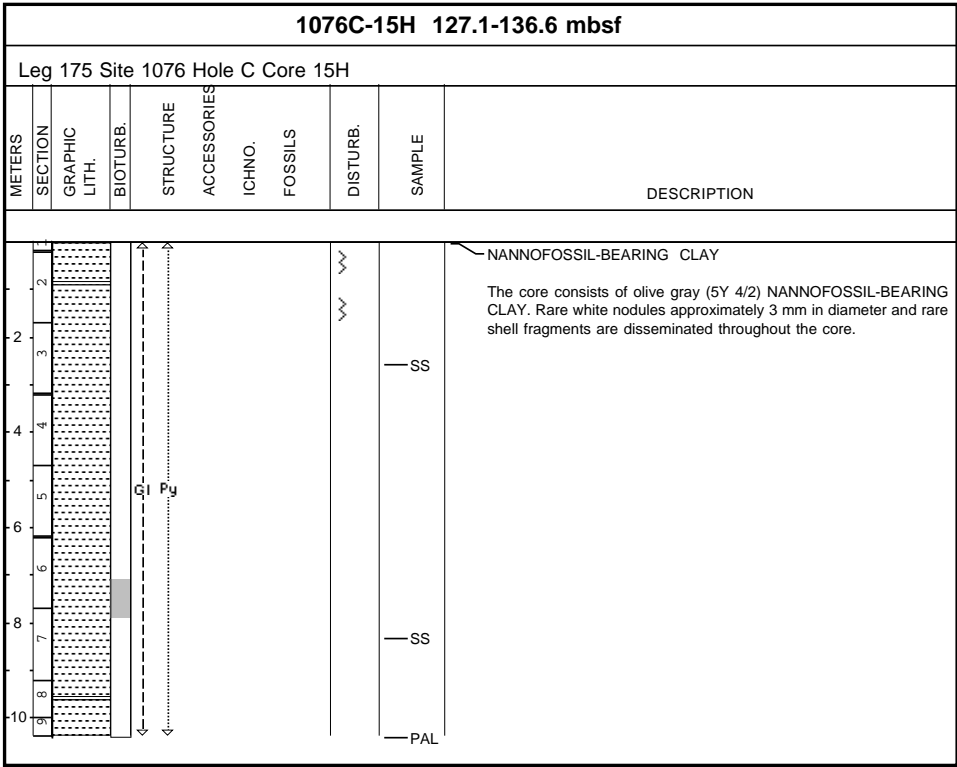 1076C-15H 127.1-136.6 mbsf
Leg 175 Site 1076 Hole C Core 15H
METERS
SECTION
GRAPHIC
LITH.
BIOTURB.
STRUCTURE
ACCESSORIES
ICHNO.
FOSSILS
DISTURB.
SAMPLE
DESCRIPTION
1
NANNOFOSSIL-BEARING CLAY
2
The core consists of olive gray (5Y 4/2) NANNOFOSSIL-BEARING
CLAY. Rare white nodules approximately 3 mm in diameter and rare
shell fragments are disseminated throughout the core.
2
3
SS
4
4
5
Gl Py
6
6
8
7
SS
8
10
9
PAL